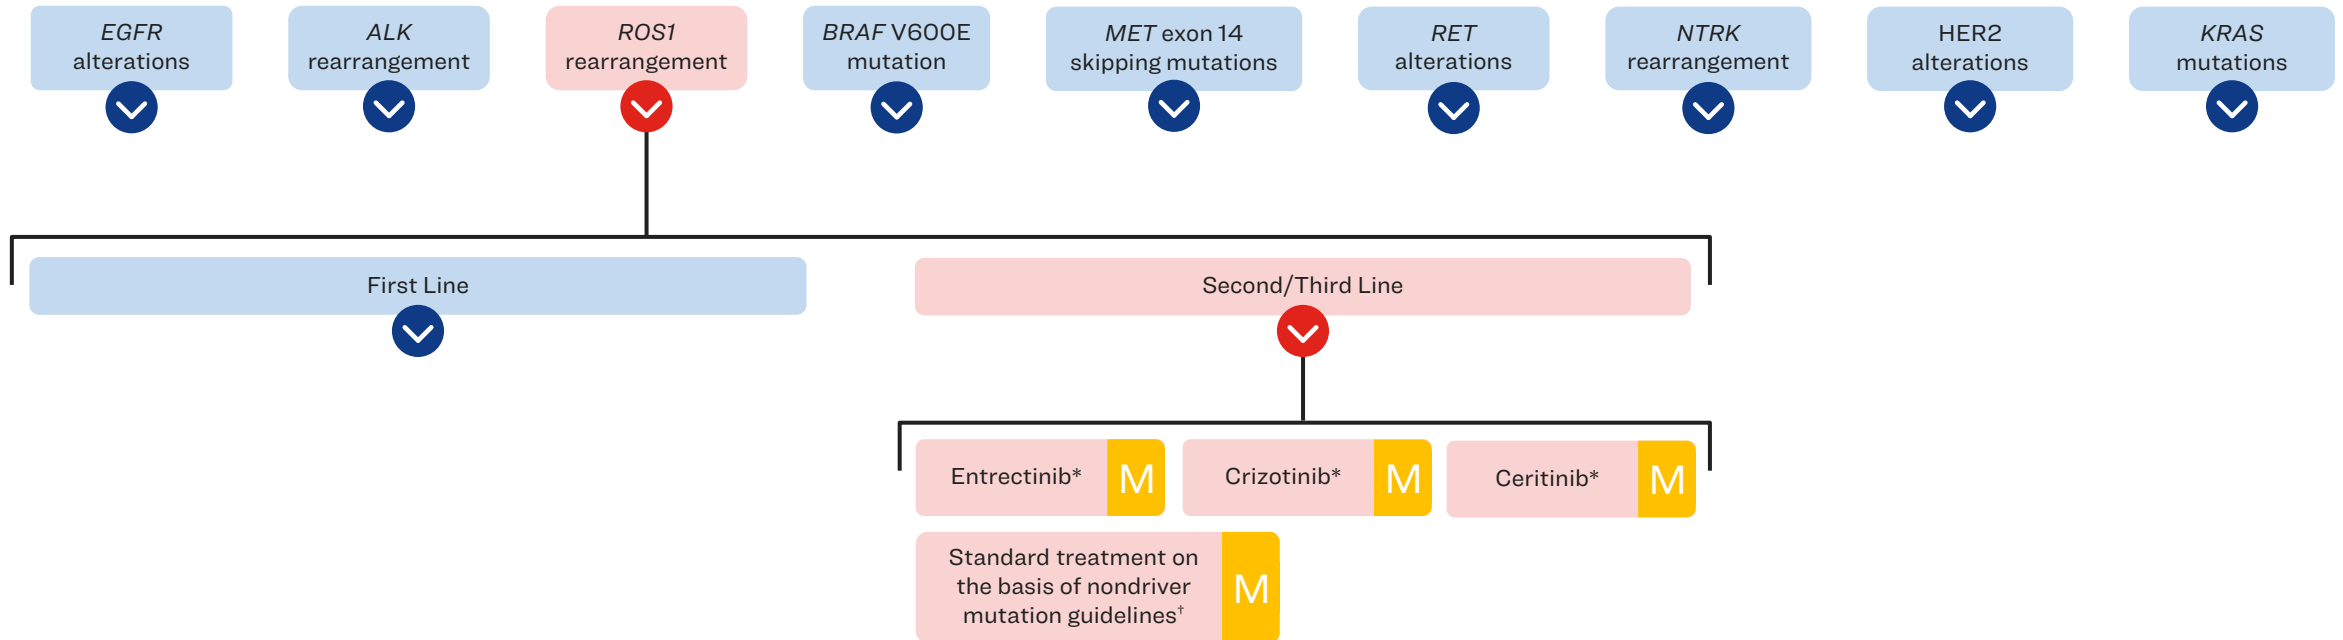 EGFR
alterations
ALK
rearrangement
ROS1
rearrangement
BRAF V600E
mutation
MET exon 14
skipping mutations
RET
alterations
NTRK
rearrangement
HER2
alterations
KRAS
mutations
First Line
Second/Third Line
Entrectinib*
M
Crizotinib*
M
Ceritinib*
M
Standard treatment on
the basis of nondriver
mutation guidelines†
M